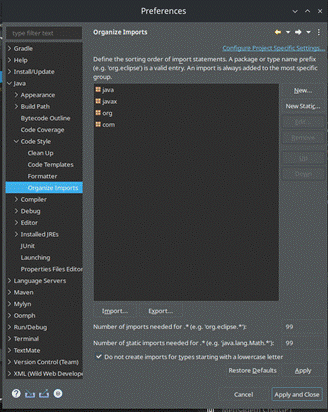 Preferences
type filter text
Gradle
Help
Install/Update
Java
Appearance
Build Path
Bytecode Outline
Code Coverage
Code Style
Clean Up
Code Templates
Formatter
Organize Imports
Compiler
Debug
Editor
Installed JREs
JUnit
Launching
Properties Files Editor
Language Servers
Maven
Mylyn
Oomph
Run/Debug
Terminal
TextMate
Version Control (Team)
XML (Wild Web Develope
Organize Imports
Configure Project Specific Settings...
Define the sorting order of import statements. A package or type name prefix
(e.g. 'org.eclipse') is a valid entry. An import is always added to the most specific
group.
java
javax
org
com
New...
New Static...
Edit...
Remove
Up
Down
Import...
Export...
Number of imports needed for .* (e.g. 'org.eclipse.*'): 99
Number of static imports needed for .* (e.g. 'java.lang.Math.*'): 99
Do not create imports for types starting with a lowercase letter
Restore Defaults
Apply
Cancel
Apply and Close